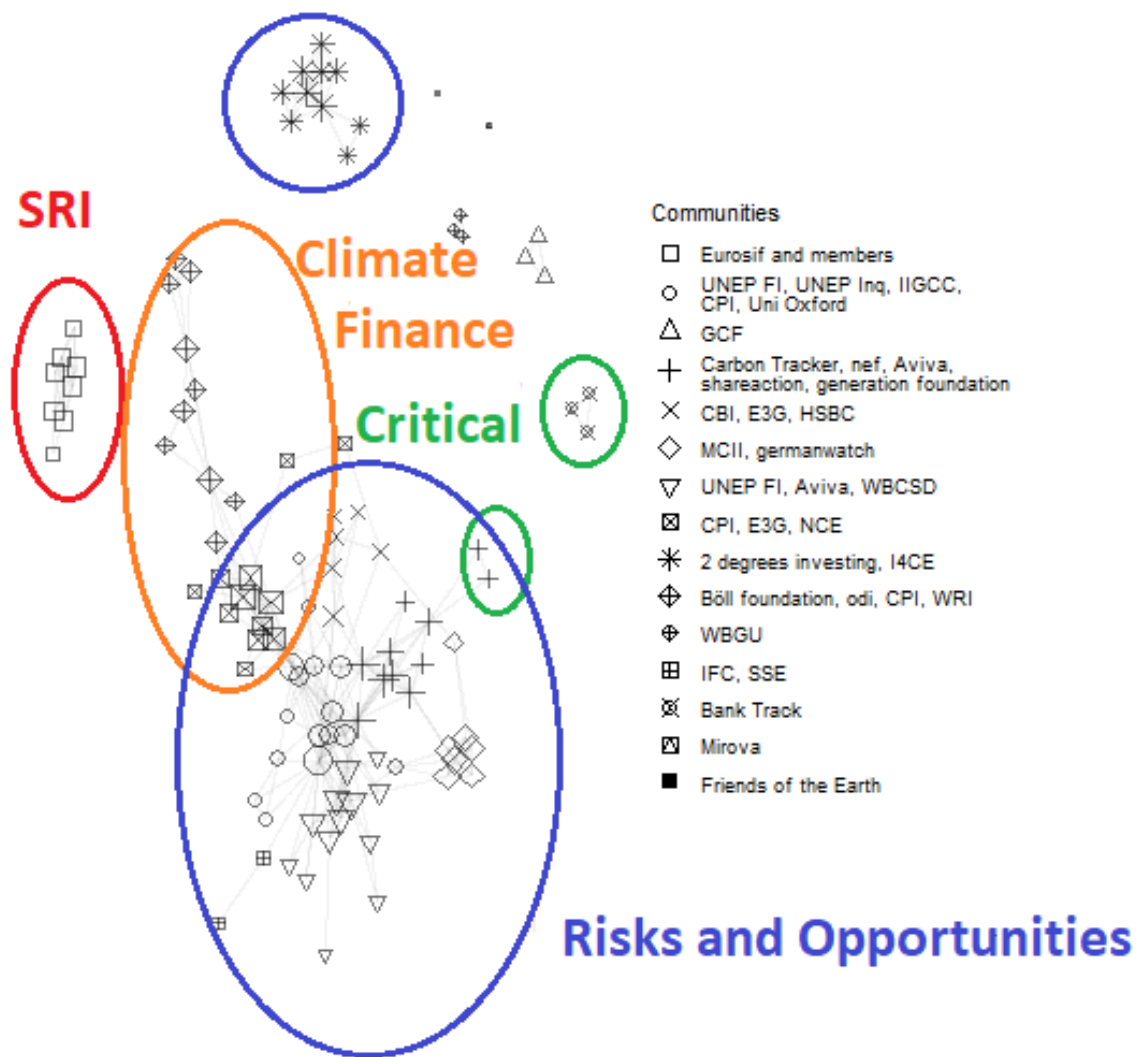 SRI
Climate
Finance
Critical
Communities
Eurosif and members
UNEP FI, UNEP Inq, IIGCC,
CPI, Uni Oxford
GCF
Carbon Tracker, nef, Aviva,
shareaction, generation foundation
CBI, E3G, HSBC
MCII, germanwatch
UNEP FI, Aviva, WBCSD
CPI, E3G, NCE
2 degrees investing, I4CE
Böll foundation, odi, CPI, WRI
WBGU
IFC, SSE
Bank Track
Mirova
Friends of the Earth
Risks and Opportunities